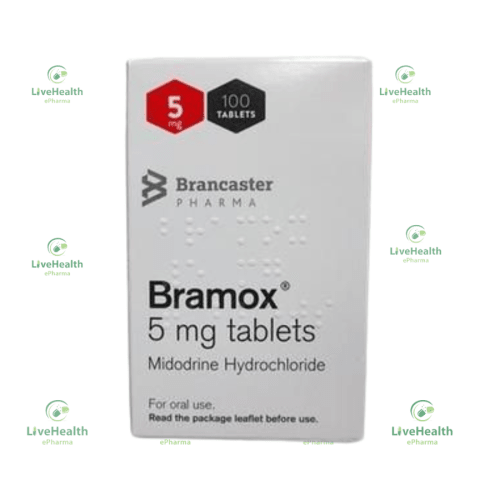 LiveHealth
ePharma
LiveHealth
ePharma
5
mg
100
TABLETS
Brancaster
PHARMA
LiveHealth
ePharma
LiveHealth
ePharma
Bramox®
5 mg tablets
Midodrine Hydrochloride
For oral use.
Read the package leaflet before use.
LiveHealth
ePharma
LiveHealth
ePharma